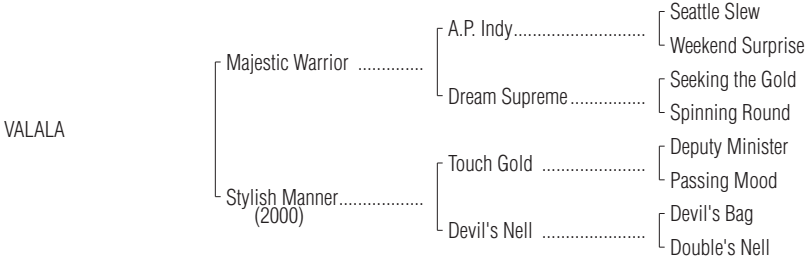 Seattle Slew
A.P. Indy..............................
Weekend Surprise
Majestic Warrior ...............
Seeking the Gold
Dream Supreme.................
Spinning Round
VALALA
Deputy Minister
Touch Gold .......................
Passing Mood
Stylish Manner...................
(2000)
Devil's Bag
Devil's Nell .......................
Double's Nell